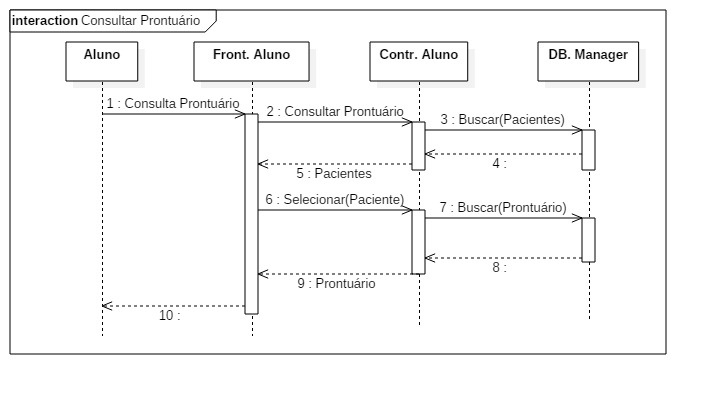 interaction Consultar Prontuário
Aluno
Front. Aluno
Contr. Aluno
DB. Manager
1 : Consulta Prontuário
2 : Consultar Prontuário
3 : Buscar(Pacientes)
4 :
5 : Pacientes
6 : Selecionar(Paciente)
7 : Buscar(Prontuário)
8 :
9 : Prontuário
10 :